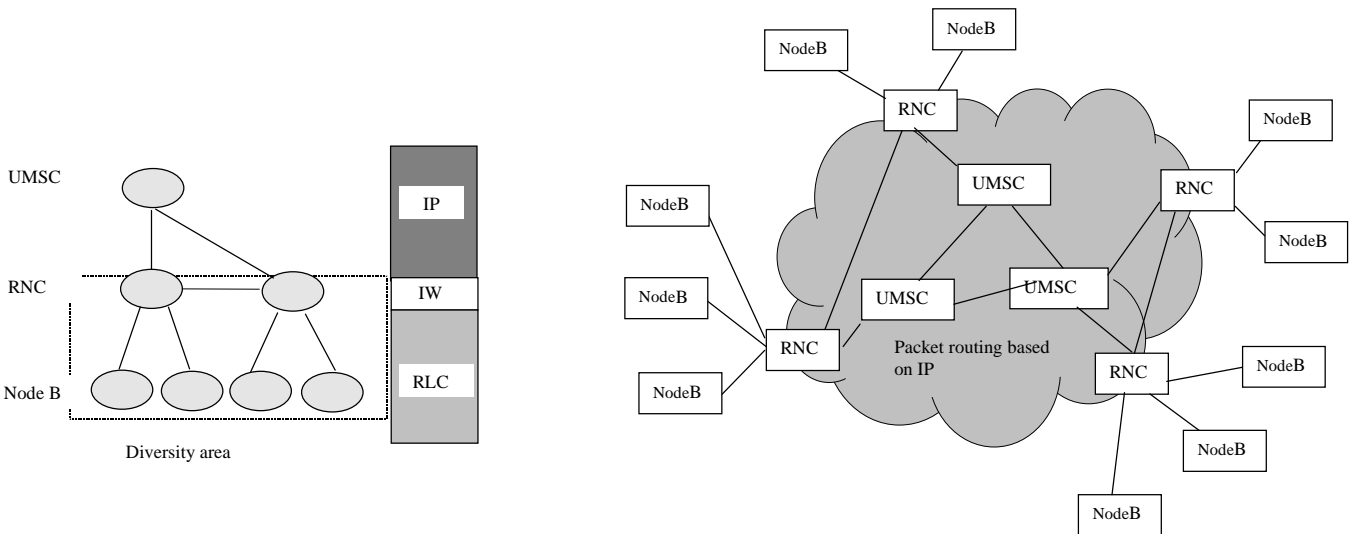 UMSC
RNC
Node B
Diversity area
IP
IW
RLC
NodeB
NodeB
RNC
NodeB
UMSC
RNC
NodeB
NodeB
NodeB
UMSC
UMSC
RNC
Packet routing based
on IP
NodeB
RNC
NodeB
NodeB
NodeB